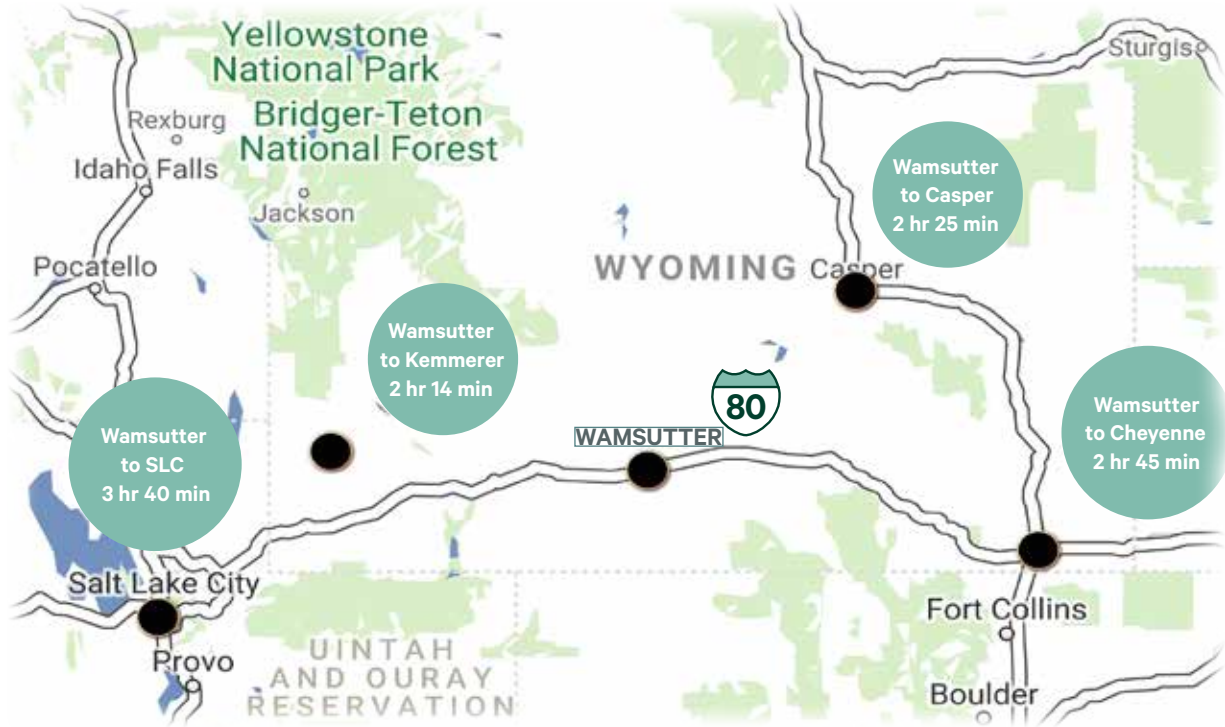 Yellowstone
National Park
Bridger-Teton
National Forest
Sturgis
Rexburg
Idaho Falls
Jackson
Wamsutter
to Casper
2 hr 25 min
Pocatello
WYOMING
Casper
Wamsutter
to Kemmerer
2 hr 14 min
80
WAMSUTTER
Wamsutter
to Cheyenne
2 hr 45 min
Wamsutter
to SLC
3 hr 40 min
Salt Lake City
Provo
UINTAH
AND OURAY
RESERVATION
Fort Collins
Boulder